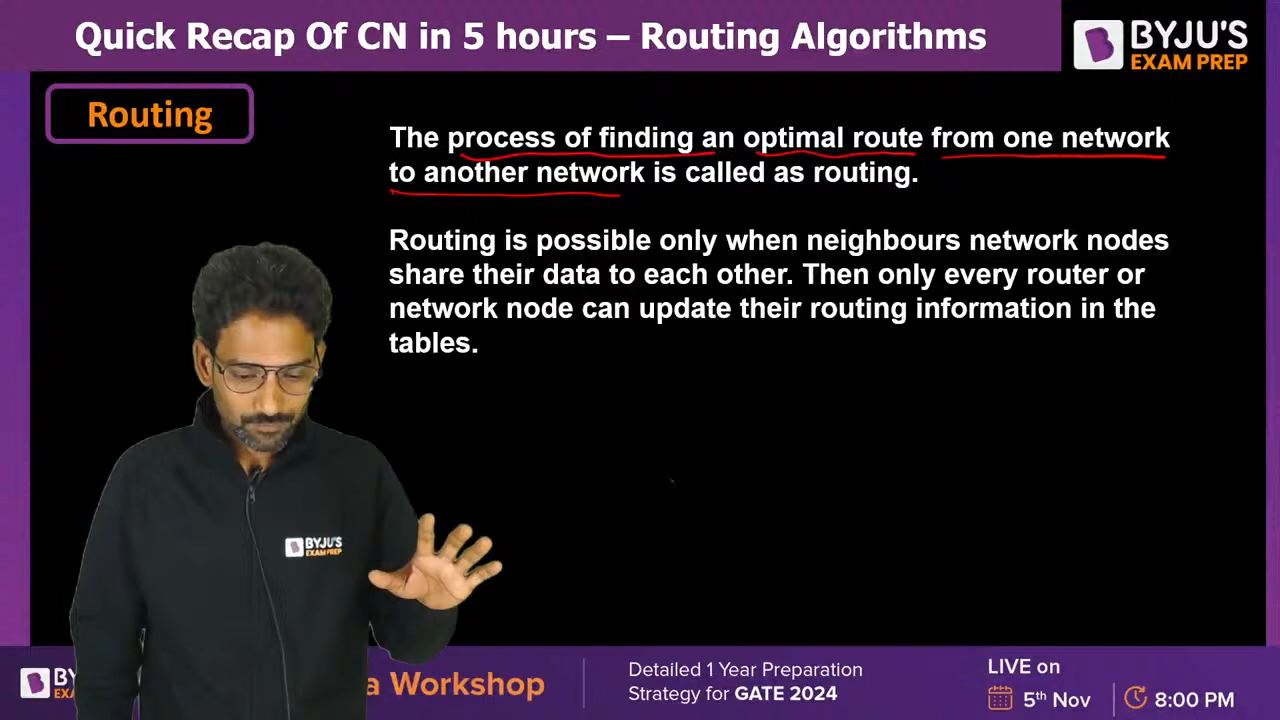 Quick Recap Of CN in 5 hours – Routing Algorithms
BYJU'S
EXAM PREP
Routing
The process of finding an optimal route from one network
to another network is called as routing.
Routing is possible only when neighbours network nodes
share their data to each other. Then only every router or
network node can update their routing information in the
tables.
BYJU'S
EXAM PREP
BYJ
EXA
a Workshop
Detailed 1 Year Preparation
Strategy for GATE 2024
LIVE on
5th Nov
8:00 PM